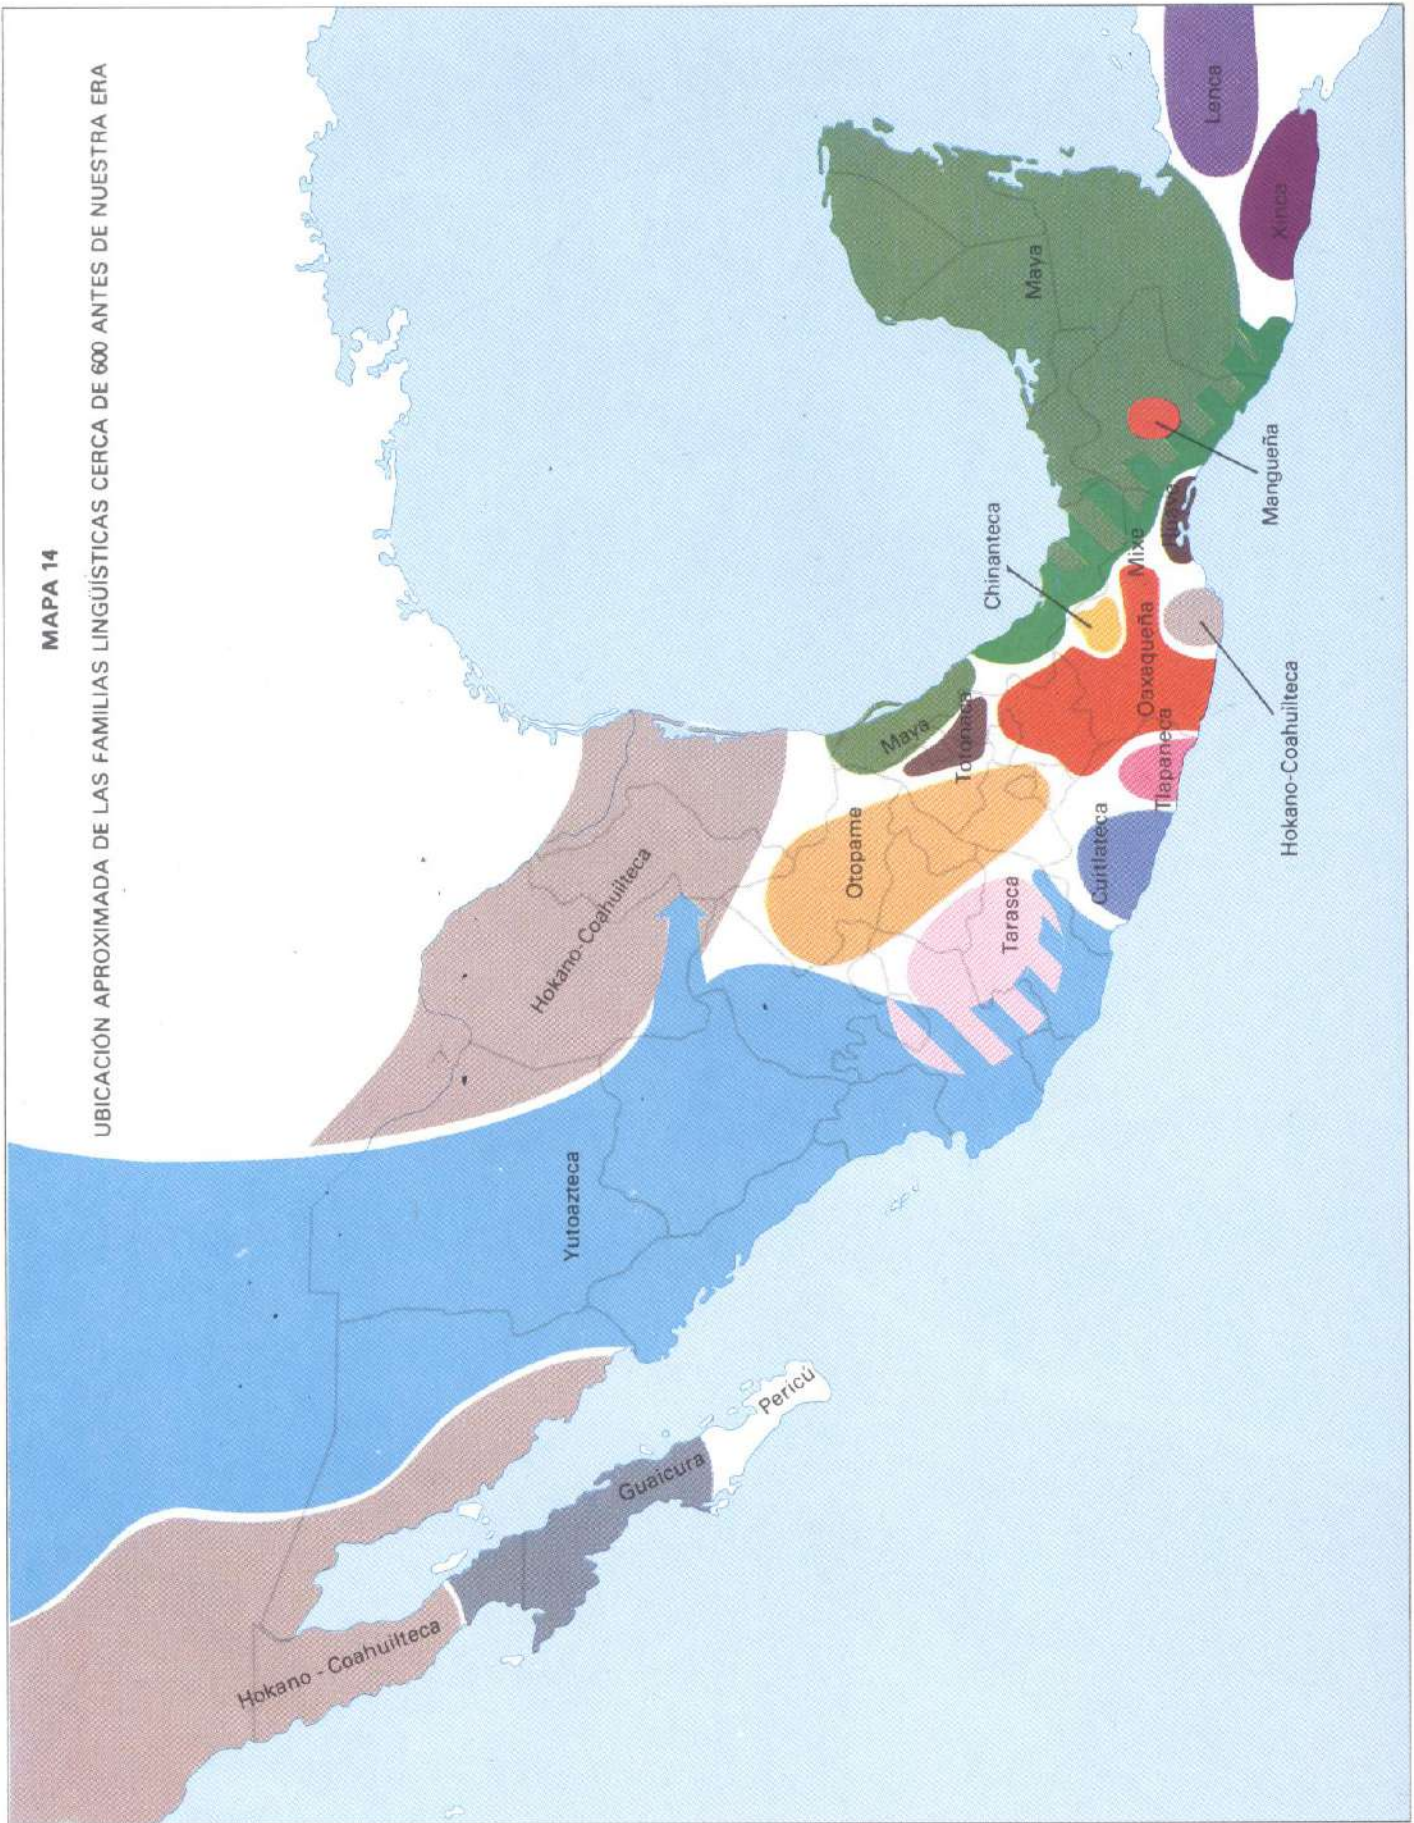 MAPA 14
UBICACIÓN APROXIMADA DE LAS FAMILIAS LINGÜÍSTICAS CERCA DE 600 ANTES DE NUESTRA ERA
Hokano - Coahuilteca
Guaicura
Pericú
Yutoazteca
Hokano-Coahuilteca
Otopame
Tarasca
Maya
Totonaca
Cuitlateca
Tlapaneca
Oaxaqueña
Chinanteca
Mixe
Hokano-Coahuilteca
Mangueña
Maya
Xinca
Lenca